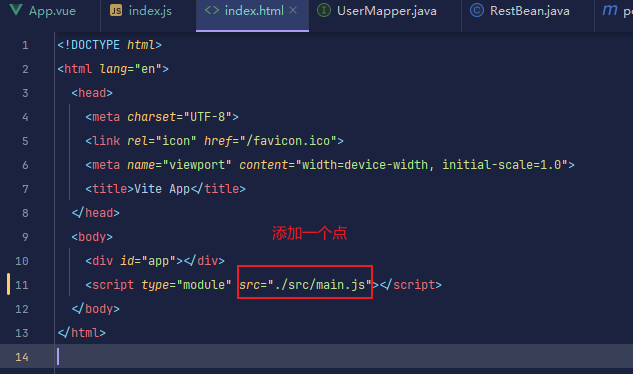 App.vue JS index.js <> index.html × I UserMapper.java C RestBean.java m
1 <!DOCTYPE html>
2 <html lang="en">
3 <head>
4 <meta charset="UTF-8">
5 <link rel="icon" href="/favicon.ico">
6 <meta name="viewport" content="width=device-width, initial-scale=1.0">
7 <title>Vite App</title>
8 </head>
9 <body>
添加一个点
10 <div id="app"></div>
11 <script type="module" src="./src/main.js"></script>
12 </body>
13 </html>
14